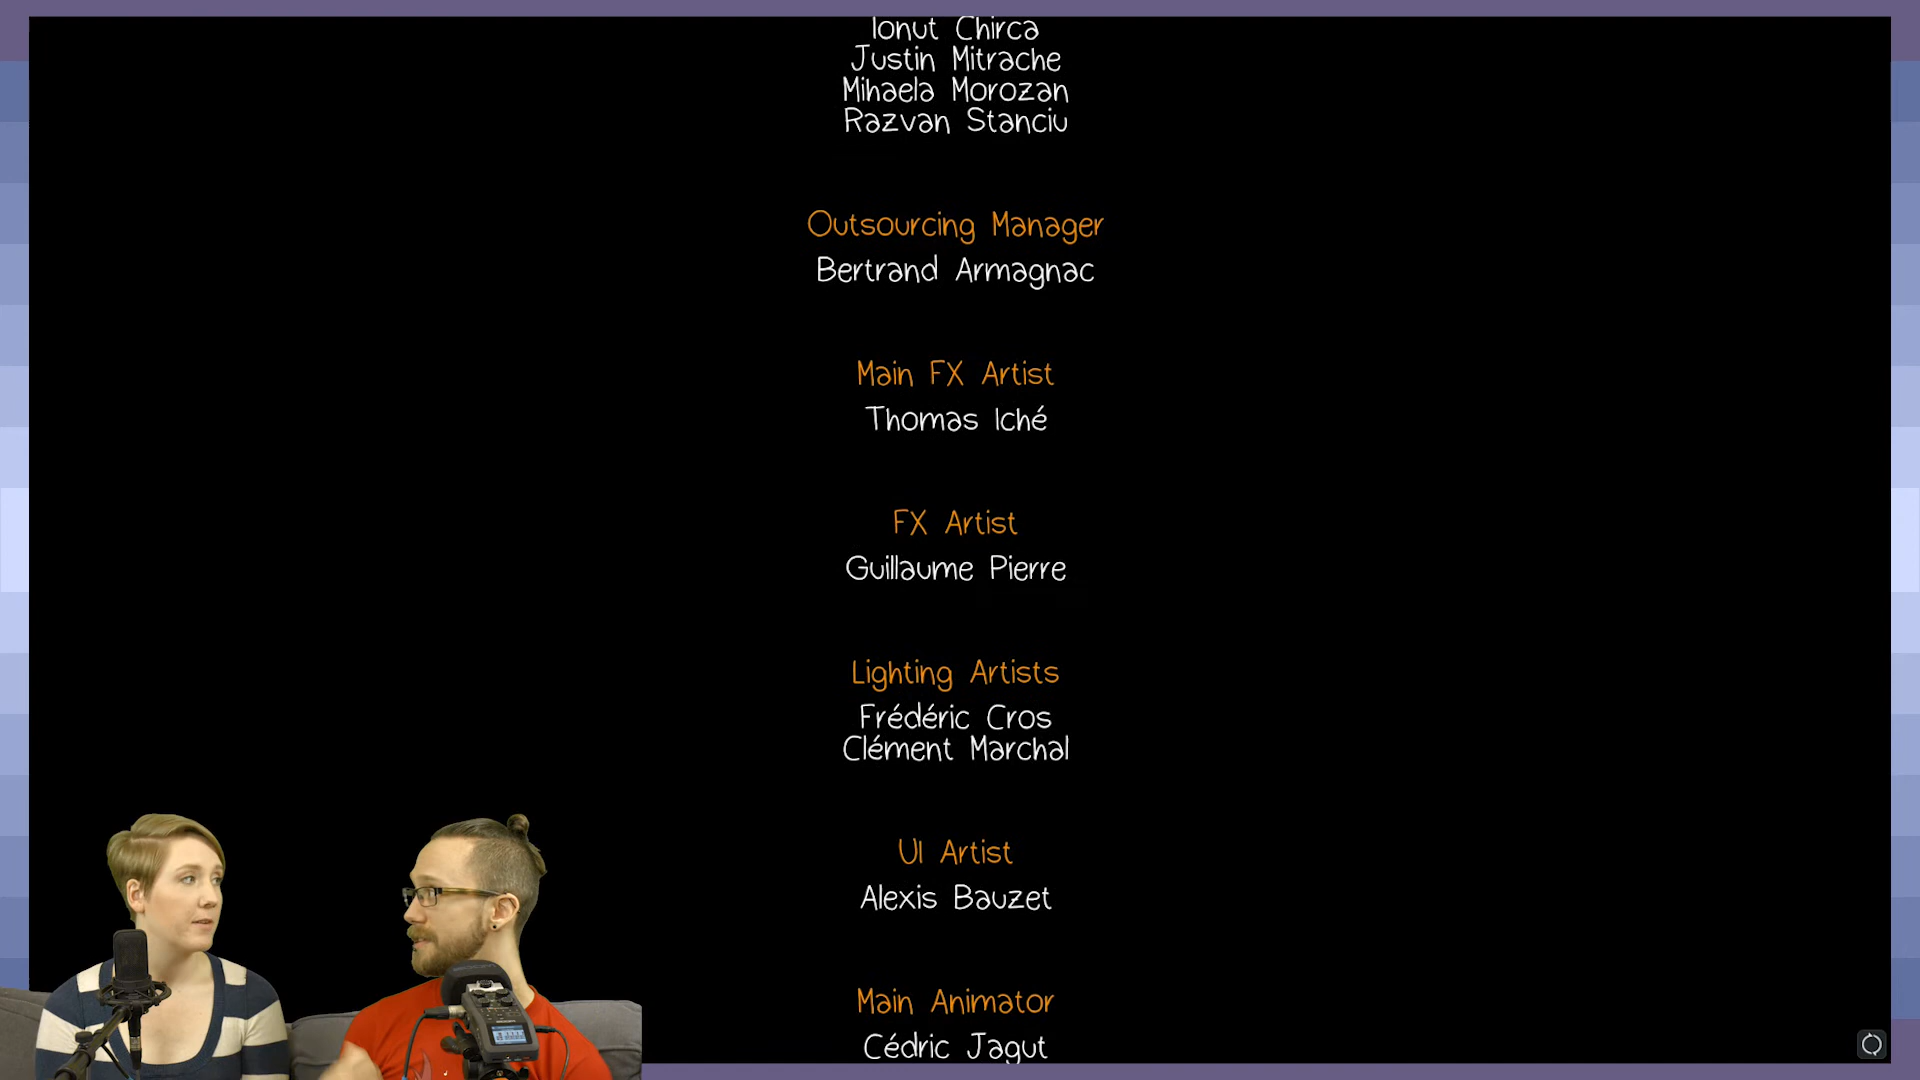 Ionut Chirca
Justin Mitrache
Mihaela Morozan
Razvan Stanciu
Outsourcing Manager
Bertrand Armagnac
Main FX Artist
Thomas Iché
FX Artist
Guillaume Pierre
Lighting Artists
Frédéric Cros
Clément Marchal
UI Artist
Alexis Bauzet
Main Animator
Cédric Jagut